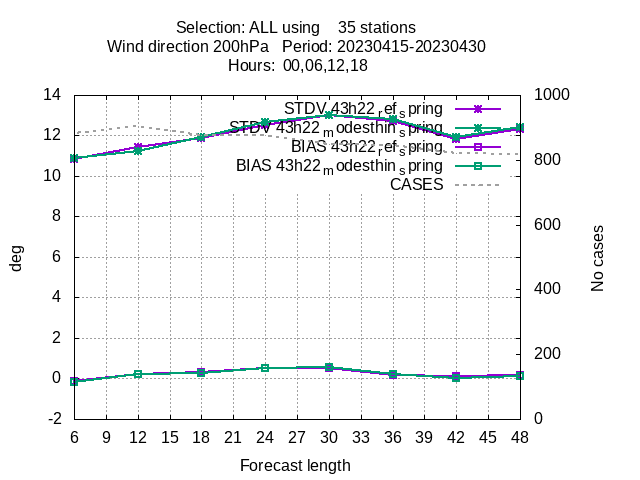 Selection: ALL using    35 stations
Wind direction 200hPa   Period: 20230415-20230430
Hours: 00,06,12,18
14 12 10 8 6 4 2 0 -2
deg
STDV 43h22_ref_spring
STDV 43h22_modesthin_spring
BIAS 43h22_ref_spring
BIAS 43h22_modesthin_spring
CASES
1000 800 600 400 200 0
No cases
6 9 12 15 18 21 24 27 30 33 36 39 42 45 48
Forecast length